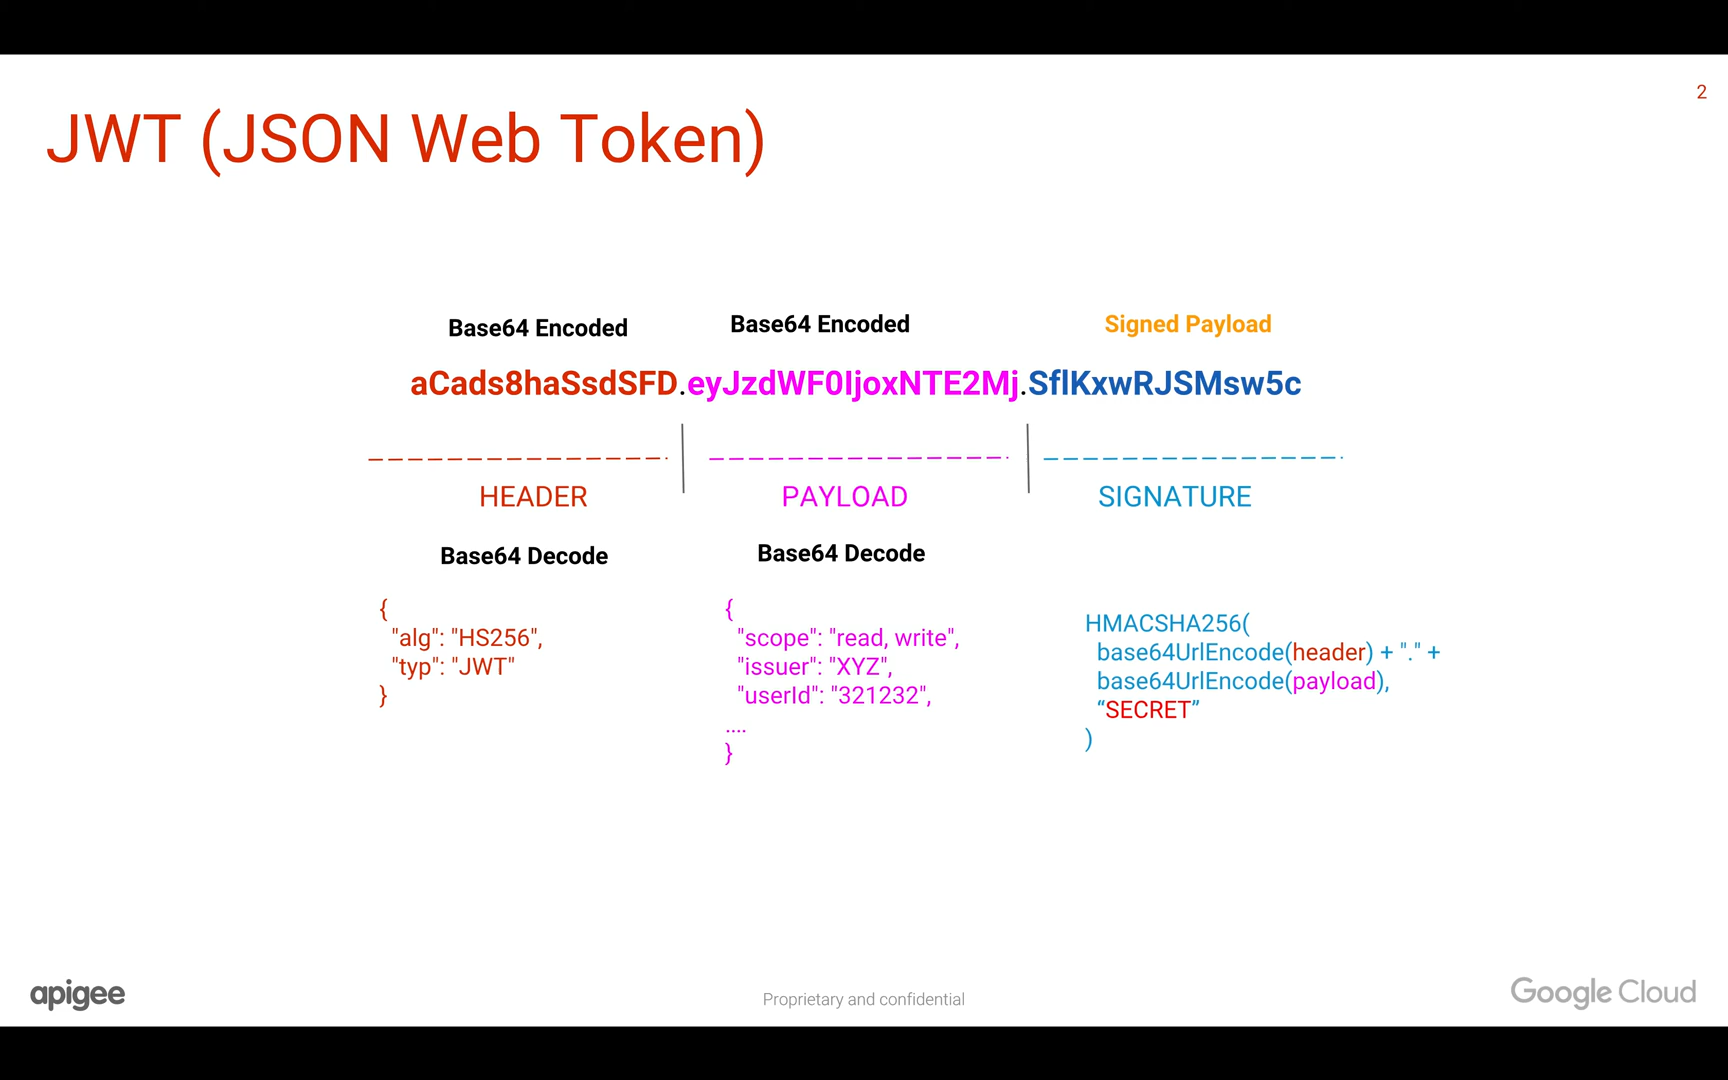 2
JWT (JSON Web Token)
Base64 Encoded
Base64 Encoded
Signed Payload
aCads8haSsdSFD.eyJzdWF0IjoxNTE2Mj.SflKxwRJSMsw5c
HEADER
PAYLOAD
SIGNATURE
Base64 Decode
{
"alg": "HS256",
"typ": "JWT"
}
Base64 Decode
{
"scope": "read, write",
"issuer": "XYZ",
"userId": "321232",
....
}
HMACSHA256(
base64UrlEncode(header) + "." +
base64UrlEncode(payload),
“SECRET”
)
apigee
Proprietary and confidential
Google Cloud